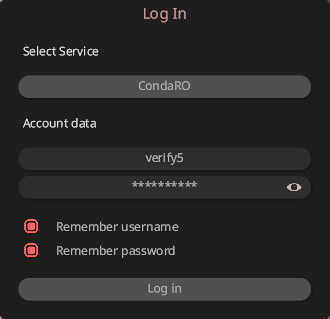 Log In
Select Service
CondaRO
Account data
verify5
**********
Remember username
Remember password
Log in